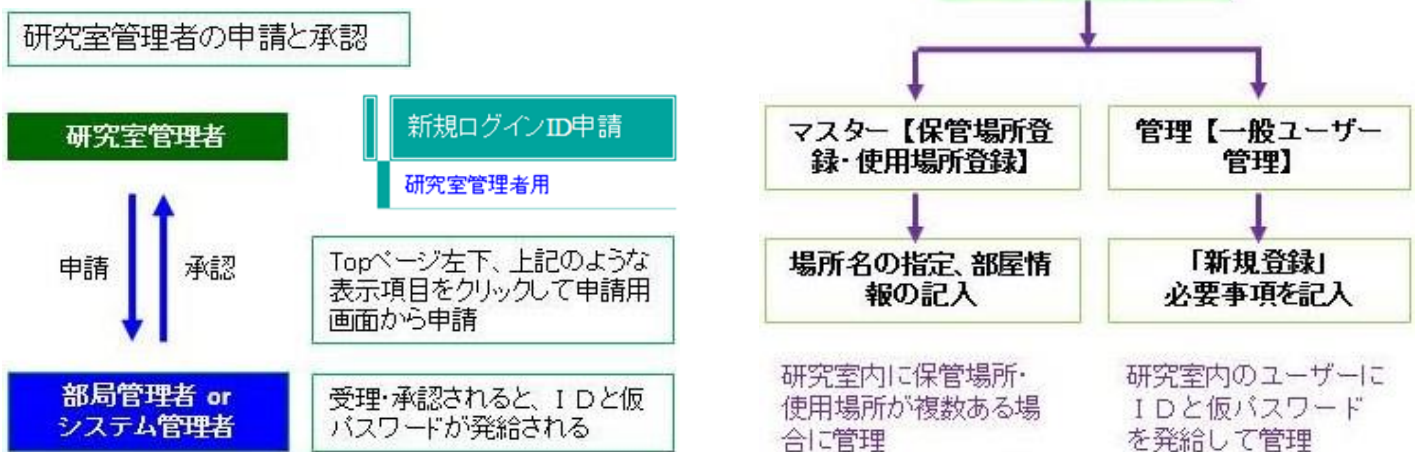 研究室管理者の申請と承認
研究室管理者
新規ログインID申請
研究室管理者用
申請
承認
Topページ左下、上記のような
表示項目をクリックして申請用
画面から申請
部局管理者 or
システム管理者
受理・承認されると、ＩＤと仮
パスワードが発給される
マスター【保管場所登
録・使用場所登録】
場所名の指定、部屋情
報の記入
研究室内に保管場所・
使用場所が複数ある場
合に管理
管理【一般ユーザー
管理】
「新規登録」
必要事項を記入
研究室内のユーザーに
ＩＤと仮パスワード
を発給して管理